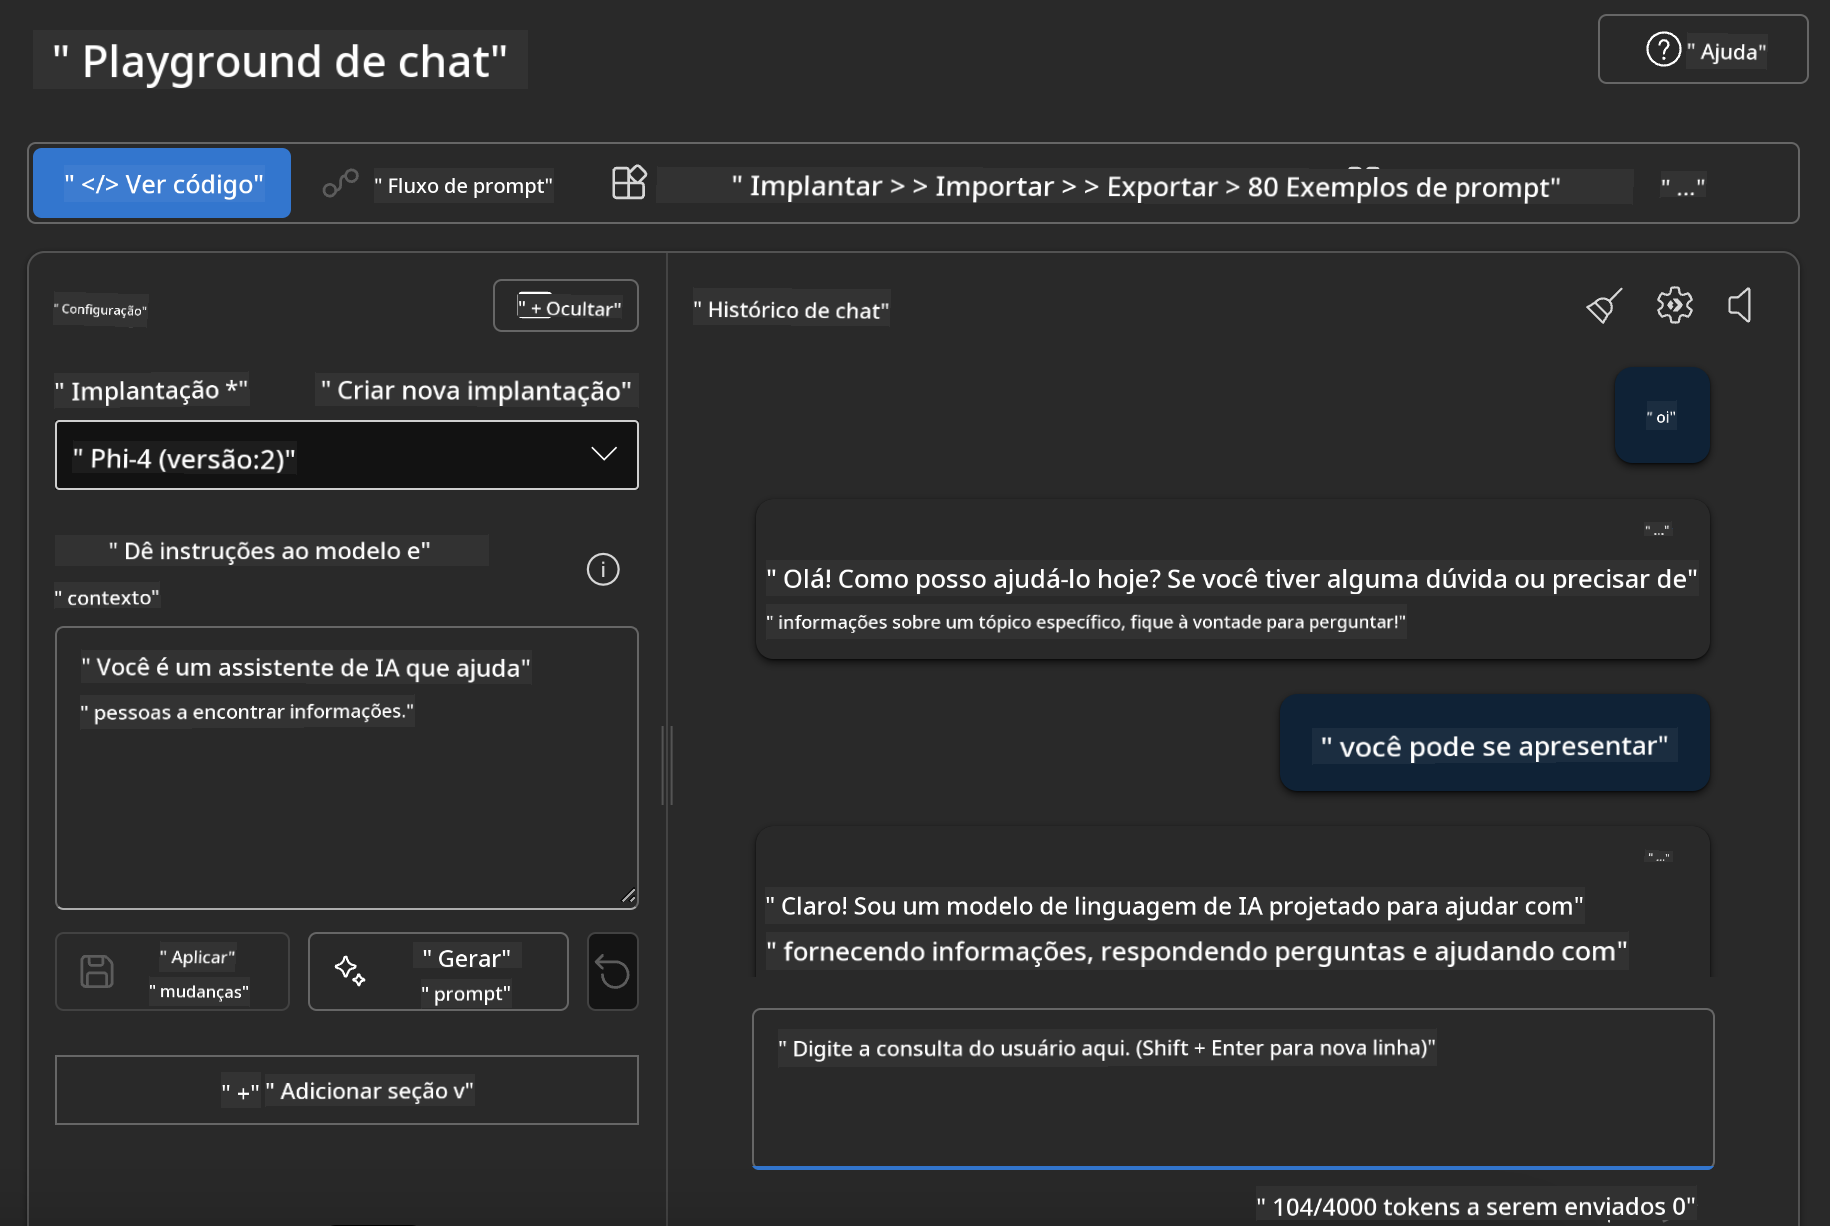 " Playground de chat"
" Ajuda"
" </> Ver código"
" Fluxo de prompt"
" Implantar > > Importar > > Exportar > 80 Exemplos de prompt"
" ..."
" Configuração"
" + Ocultar"
" Implantação *"
" Criar nova implantação"
" Phi-4 (versão:2)"
" Dê instruções ao modelo e"
" contexto"
" Você é um assistente de IA que ajuda"
" pessoas a encontrar informações."
" Aplicar"
" mudanças"
" Gerar"
" prompt"
" +" " Adicionar seção v"
" Histórico de chat"
" oi"
" ..."
" Olá! Como posso ajudá-lo hoje? Se você tiver alguma dúvida ou precisar de"
" informações sobre um tópico específico, fique à vontade para perguntar!"
" você pode se apresentar"
" ..."
" Claro! Sou um modelo de linguagem de IA projetado para ajudar com"
" fornecendo informações, respondendo perguntas e ajudando com"
" Digite a consulta do usuário aqui. (Shift + Enter para nova linha)"
" 104/4000 tokens a serem enviados 0"